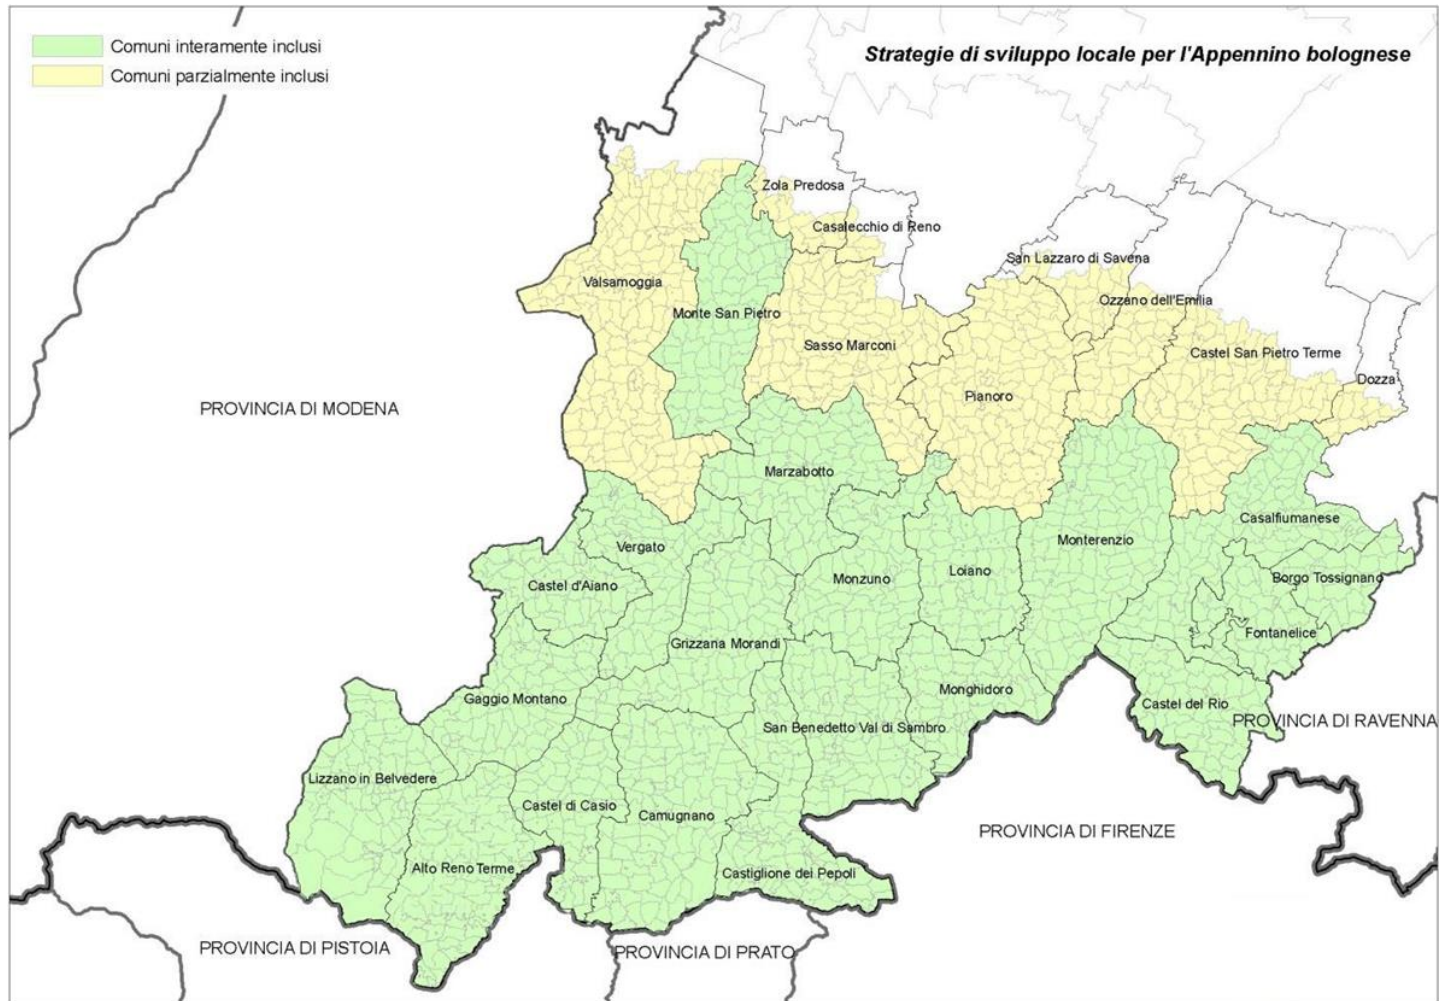 Comuni interamente inclusi
Comuni parzialmente inclusi
Strategie di sviluppo locale per l'Appennino bolognese
Zola Predosa
Casalecchio di Reno
San Lazzaro di Savena
Valsamoggia
Ozzano dell'Emilia
Monte San Pietro
Sasso Marconi
Castel San Pietro Terme
Dozza
Pianoro
PROVINCIA DI MODENA
Marzabotto
Casalfiumanese
Monterenzio
Vergato
Loiano
Monzuno
Borgo Tossignano
Castel d'Aiano
Fontanelice
Grizzana Morandi
Monghidoro
Gaggio Montano
Castel del Rio
PROVINCIA DI RAVENNA
San Benedetto Val di Sambro
Lizzano in Belvedere
Castel di Casio
Camugnano
PROVINCIA DI FIRENZE
Alto Reno Terme
Castiglione dei Pepoli
PROVINCIA DI PISTOIA
PROVINCIA DI PRATO